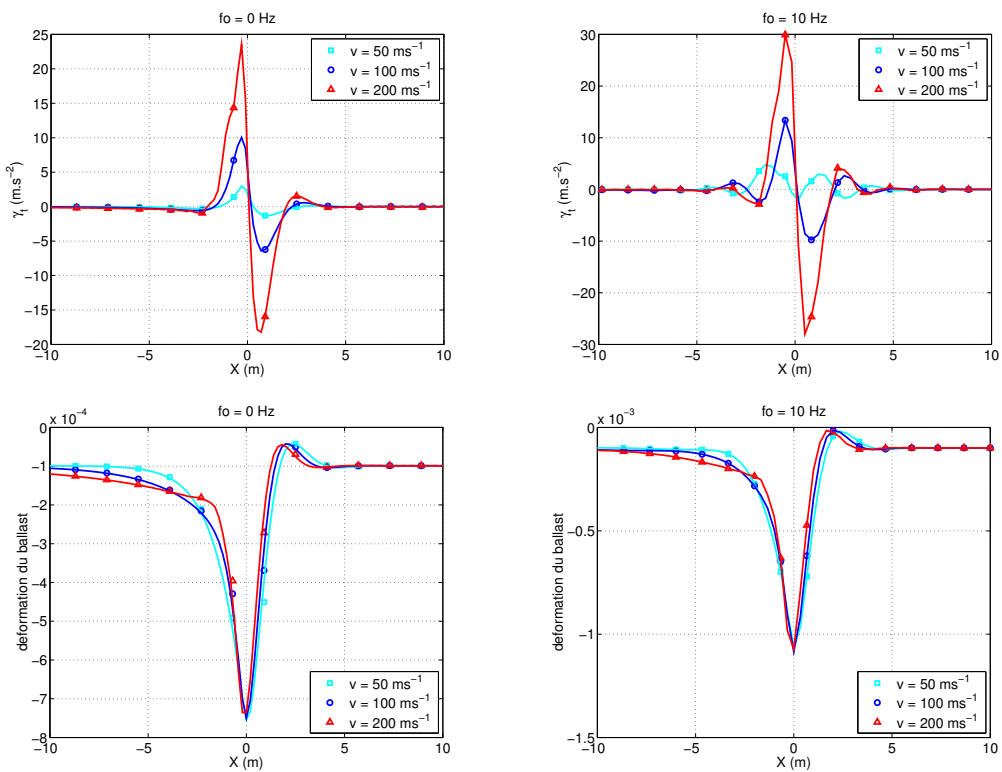 fo = 0 Hz
25
20
15
10
5
0
−5
−10
−15
−20
γt (m.s−2)
−10
−5
0
5
10
X (m)
v = 50 ms−1
v = 100 ms−1
v = 200 ms−1
fo = 10 Hz
30
20
10
0
−10
−20
−30
γt (m.s−2)
−10
−5
0
5
10
X (m)
v = 50 ms−1
v = 100 ms−1
v = 200 ms−1
fo = 0 Hz
x 10−4
0
−1
−2
−3
−4
−5
−6
−7
−8
deformation du ballast
−10
−5
0
5
10
X (m)
v = 50 ms−1
v = 100 ms−1
v = 200 ms−1
fo = 10 Hz
x 10−3
0
−0.5
−1
−1.5
deformation du ballast
−10
−5
0
5
10
X (m)
v = 50 ms−1
v = 100 ms−1
v = 200 ms−1